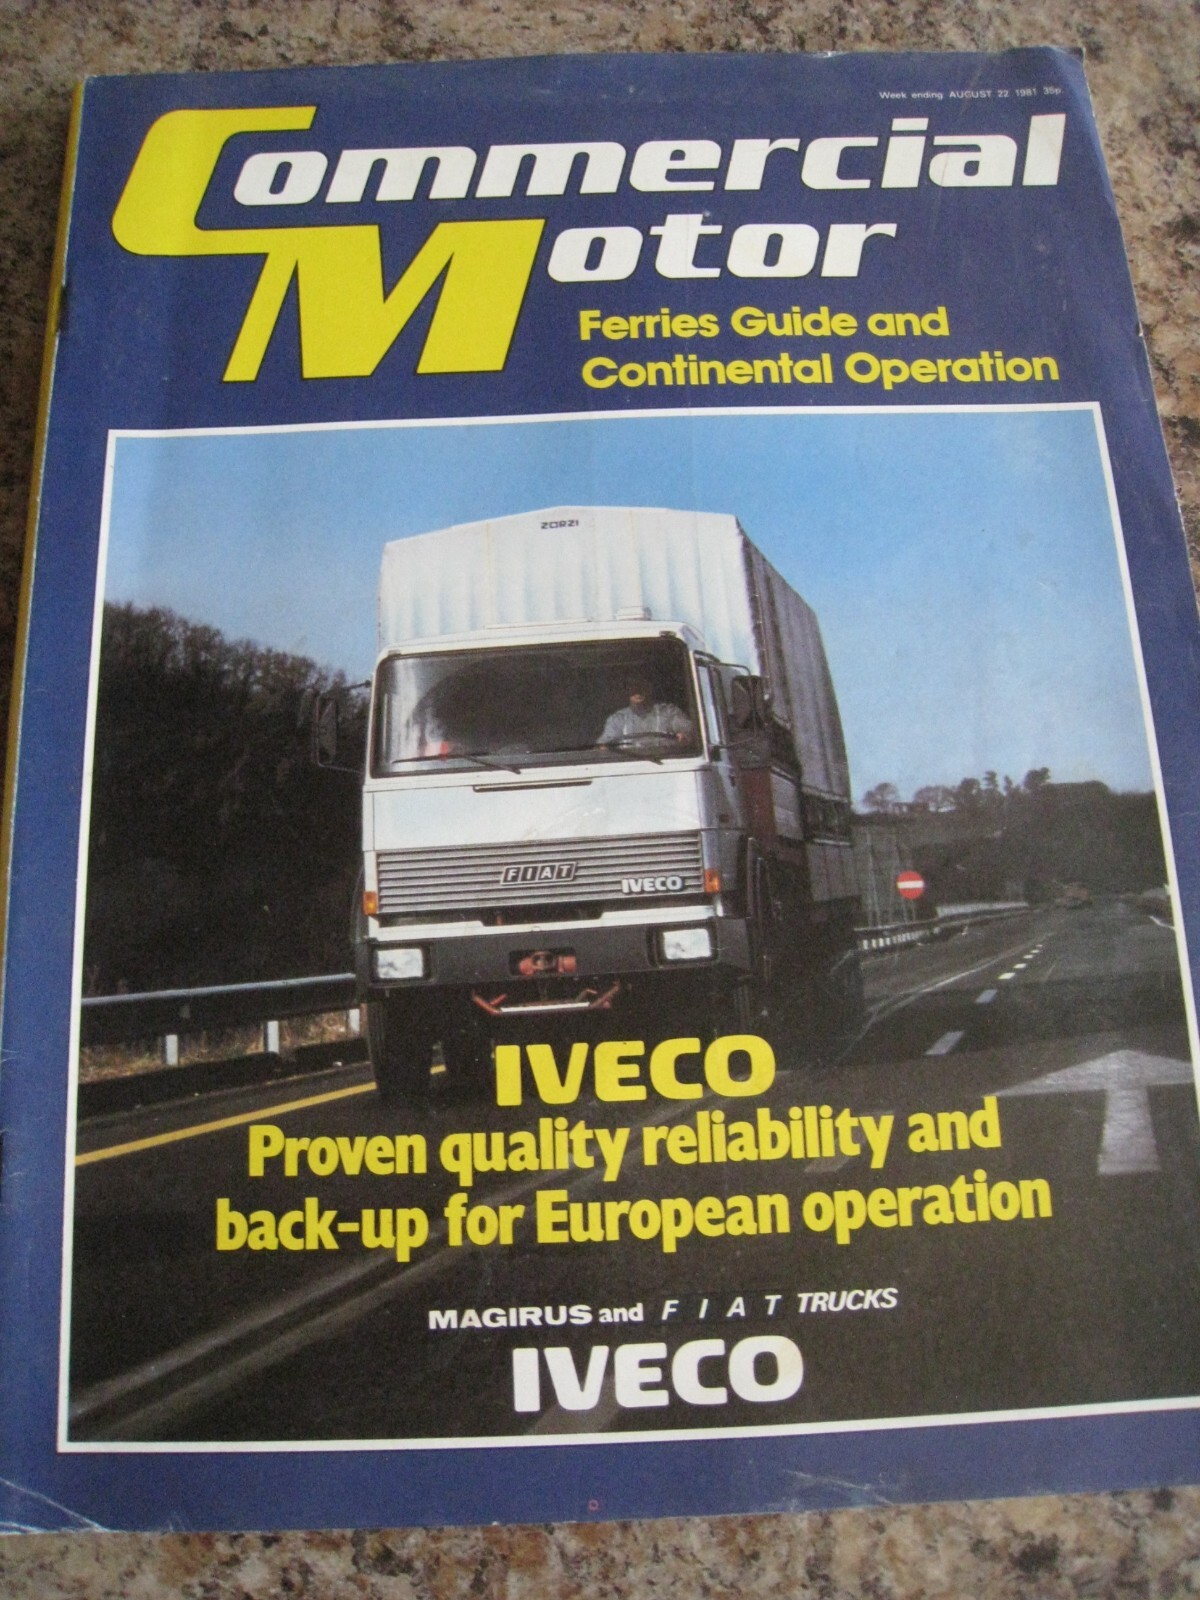 Week ending AUGUST 22 1981 35p
Commercial
Motor
Ferries Guide and
Continental Operation
ZORZI
FIAT
IVECO
IVECO
Proven quality reliability and
back-up for European operation
MAGIRUS and FIAT TRUCKS
IVECO